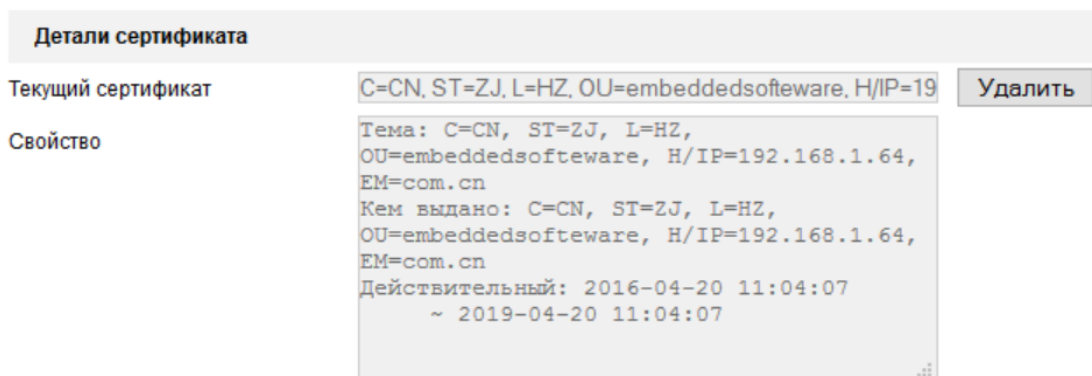 Детали сертификата
Текущий сертификат
C=CN, ST=ZJ, L=HZ, OU=embeddedsofteware, H/IP=19
Удалить
Свойство
Тема: C=CN, ST=ZJ, L=HZ,
OU=embeddedsofteware, H/IP=192.168.1.64,
EM=com.cn
Кем выдано: C=CN, ST=ZJ, L=HZ,
OU=embeddedsofteware, H/IP=192.168.1.64,
EM=com.cn
Действительный: 2016-04-20 11:04:07
~ 2019-04-20 11:04:07